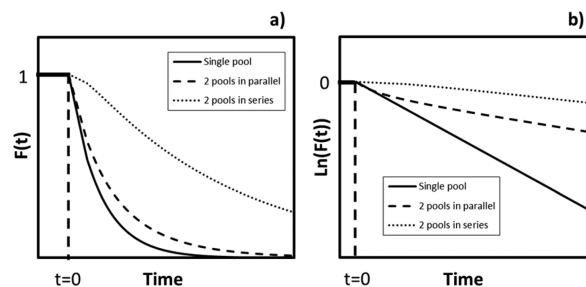 a)
1
F(t)
Single pool
2 pools in parallel
2 pools in series
t=0
Time
b)
0
Ln(F(t))
Single pool
2 pools in parallel
2 pools in series
t=0
Time